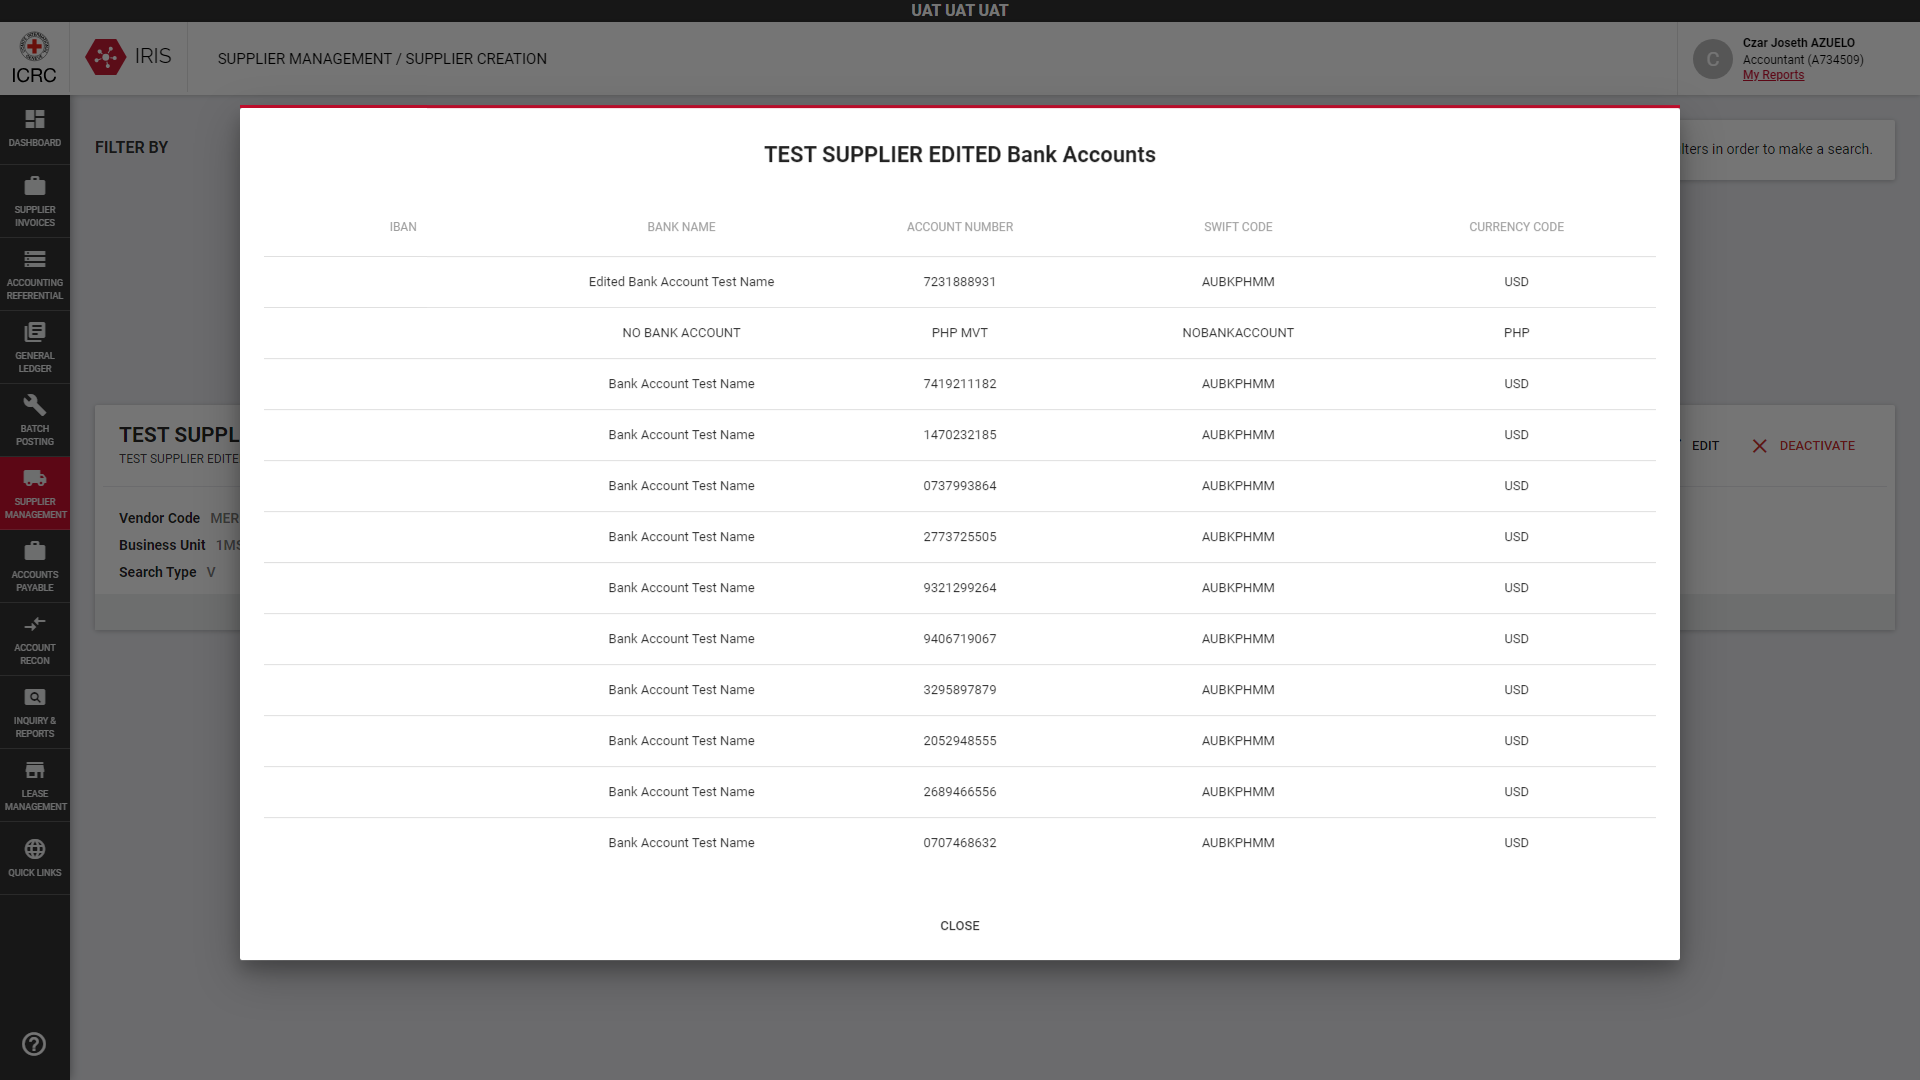 UAT UAT UAT
ICRC
IRIS
SUPPLIER MANAGEMENT / SUPPLIER CREATION
C
Czar Joseth AZUELO
Accountant (A734509)
My Reports
DASHBOARD
SUPPLIER
INVOICES
ACCOUNTING
REFERENTIAL
GENERAL
LEDGER
BATCH
POSTING
SUPPLIER
MANAGEMENT
ACCOUNTS
PAYABLE
ACCOUNT
RECON
INQUIRY &
REPORTS
LEASE
MANAGEMENT
QUICK LINKS
FILTER BY
lters in order to make a search.
TEST SUPPL
TEST SUPPLIER EDITE
EDIT
DEACTIVATE
Vendor Code MER
Business Unit 1MS
Search Type V
TEST SUPPLIER EDITED Bank Accounts
IBAN BANK NAME ACCOUNT NUMBER SWIFT CODE CURRENCY CODE
Edited Bank Account Test Name 7231888931 AUBKPHMM USD
NO BANK ACCOUNT PHP MVT NOBANKACCOUNT PHP
Bank Account Test Name 7419211182 AUBKPHMM USD
Bank Account Test Name 1470232185 AUBKPHMM USD
Bank Account Test Name 0737993864 AUBKPHMM USD
Bank Account Test Name 2773725505 AUBKPHMM USD
Bank Account Test Name 9321299264 AUBKPHMM USD
Bank Account Test Name 9406719067 AUBKPHMM USD
Bank Account Test Name 3295897879 AUBKPHMM USD
Bank Account Test Name 2052948555 AUBKPHMM USD
Bank Account Test Name 2689466556 AUBKPHMM USD
Bank Account Test Name 0707468632 AUBKPHMM USD
CLOSE